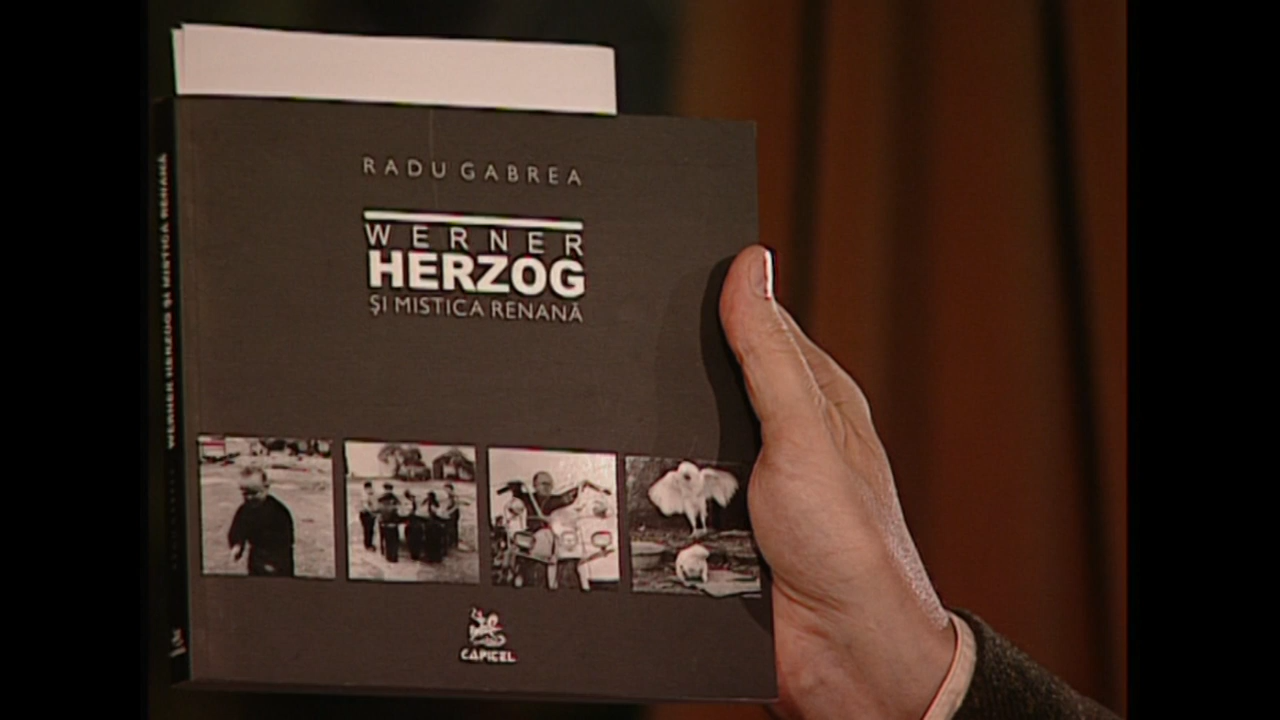 RADU GABREA
WERNER
HERZOG
ŞI MISTICA RENANĂ
CAPITEL
WERNER HERZOG ŞI MISTICA RENANĂ